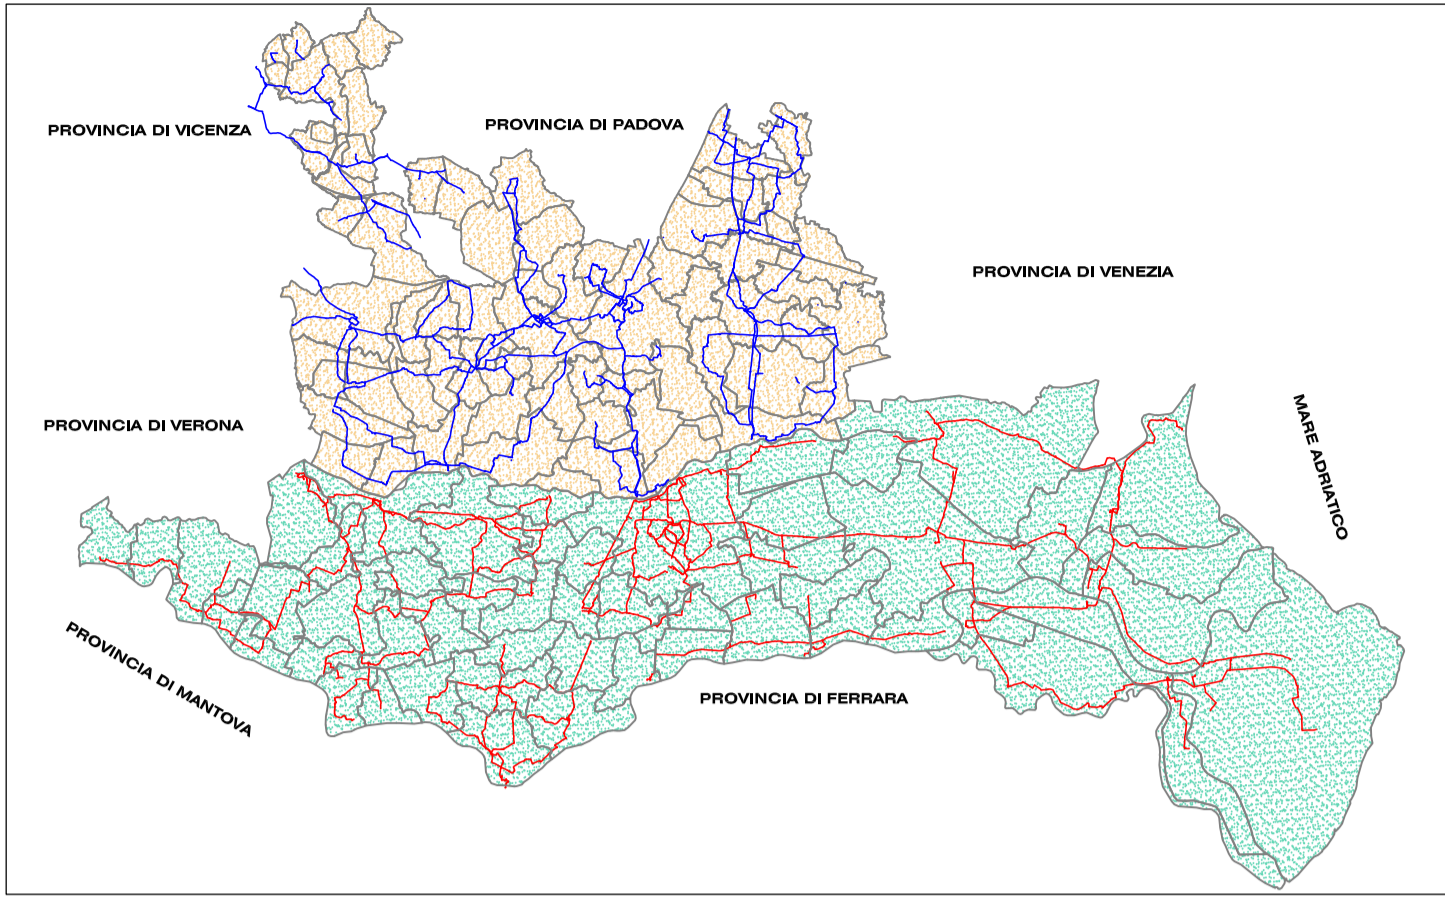 PROVINCIA DI VICENZA
PROVINCIA DI PADOVA
PROVINCIA DI VENEZIA
PROVINCIA DI VERONA
MARE ADRIATICO
PROVINCIA DI MANTOVA
PROVINCIA DI FERRARA